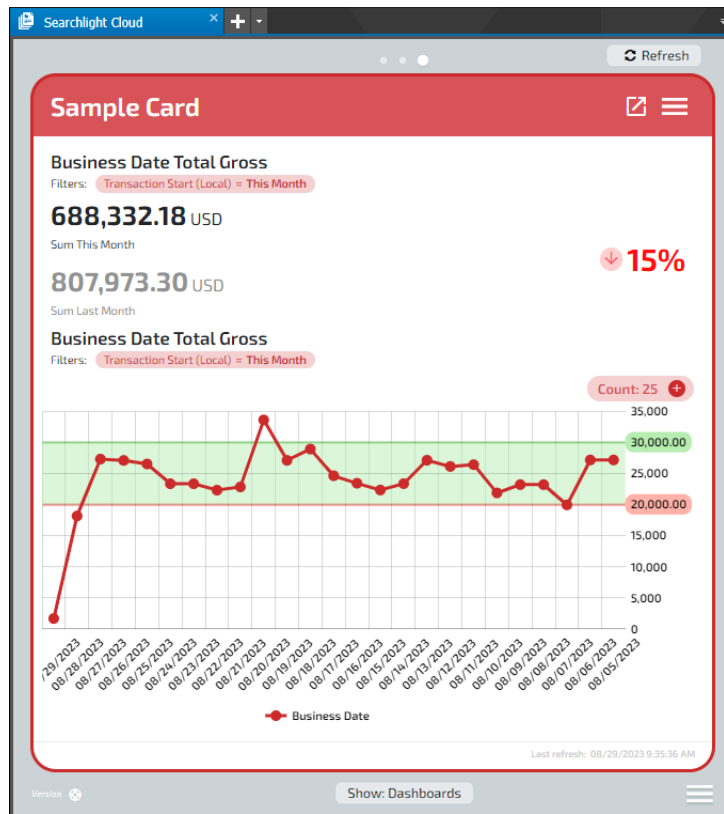 Searchlight Cloud
Refresh
Sample Card
Business Date Total Gross
Filters: Transaction Start (Local) = This Month
688,332.18 USD
Sum This Month
15%
807,973.30 USD
Sum Last Month
Business Date Total Gross
Filters: Transaction Start (Local) = This Month
Count: 25
35,000
30,000.00
25,000
20,000.00
15,000
10,000
5,000
0
/29/2023
08/28/2023
08/27/2023
08/26/2023
08/25/2023
08/24/2023
08/23/2023
08/22/2023
08/21/2023
08/20/2023
08/19/2023
08/18/2023
08/17/2023
08/16/2023
08/15/2023
08/14/2023
08/13/2023
08/12/2023
08/11/2023
08/10/2023
08/09/2023
08/08/2023
08/07/2023
08/06/2023
08/05/2023
Business Date
Last refresh: 08/29/2023 9:35:36 AM
Version
Show: Dashboards